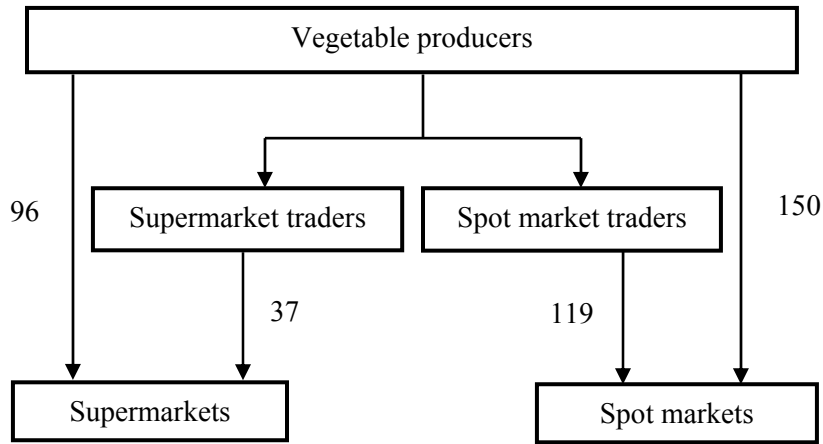 Vegetable producers
Supermarket traders
Spot market traders
96
150
37
119
Supermarkets
Spot markets